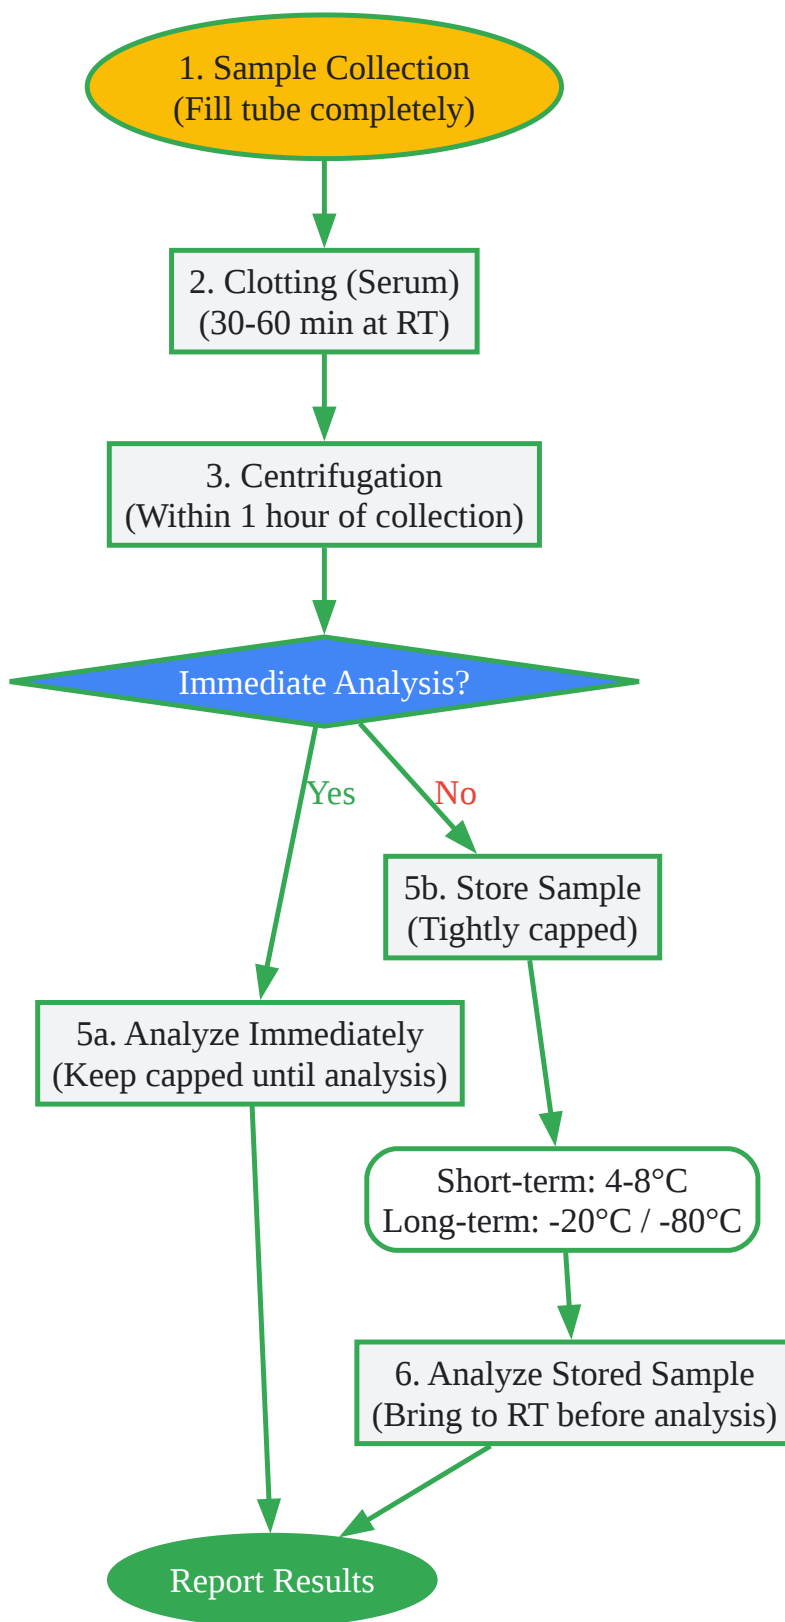 1. Sample Collection
(Fill tube completely)
2. Clotting (Serum)
(30-60 min at RT)
3. Centrifugation
(Within 1 hour of collection)
Immediate Analysis?
Yes
No
5b. Store Sample
(Tightly capped)
5a. Analyze Immediately
(Keep capped until analysis)
Short-term: 4-8°C
Long-term: -20°C / -80°C
6. Analyze Stored Sample
(Bring to RT before analysis)
Report Results